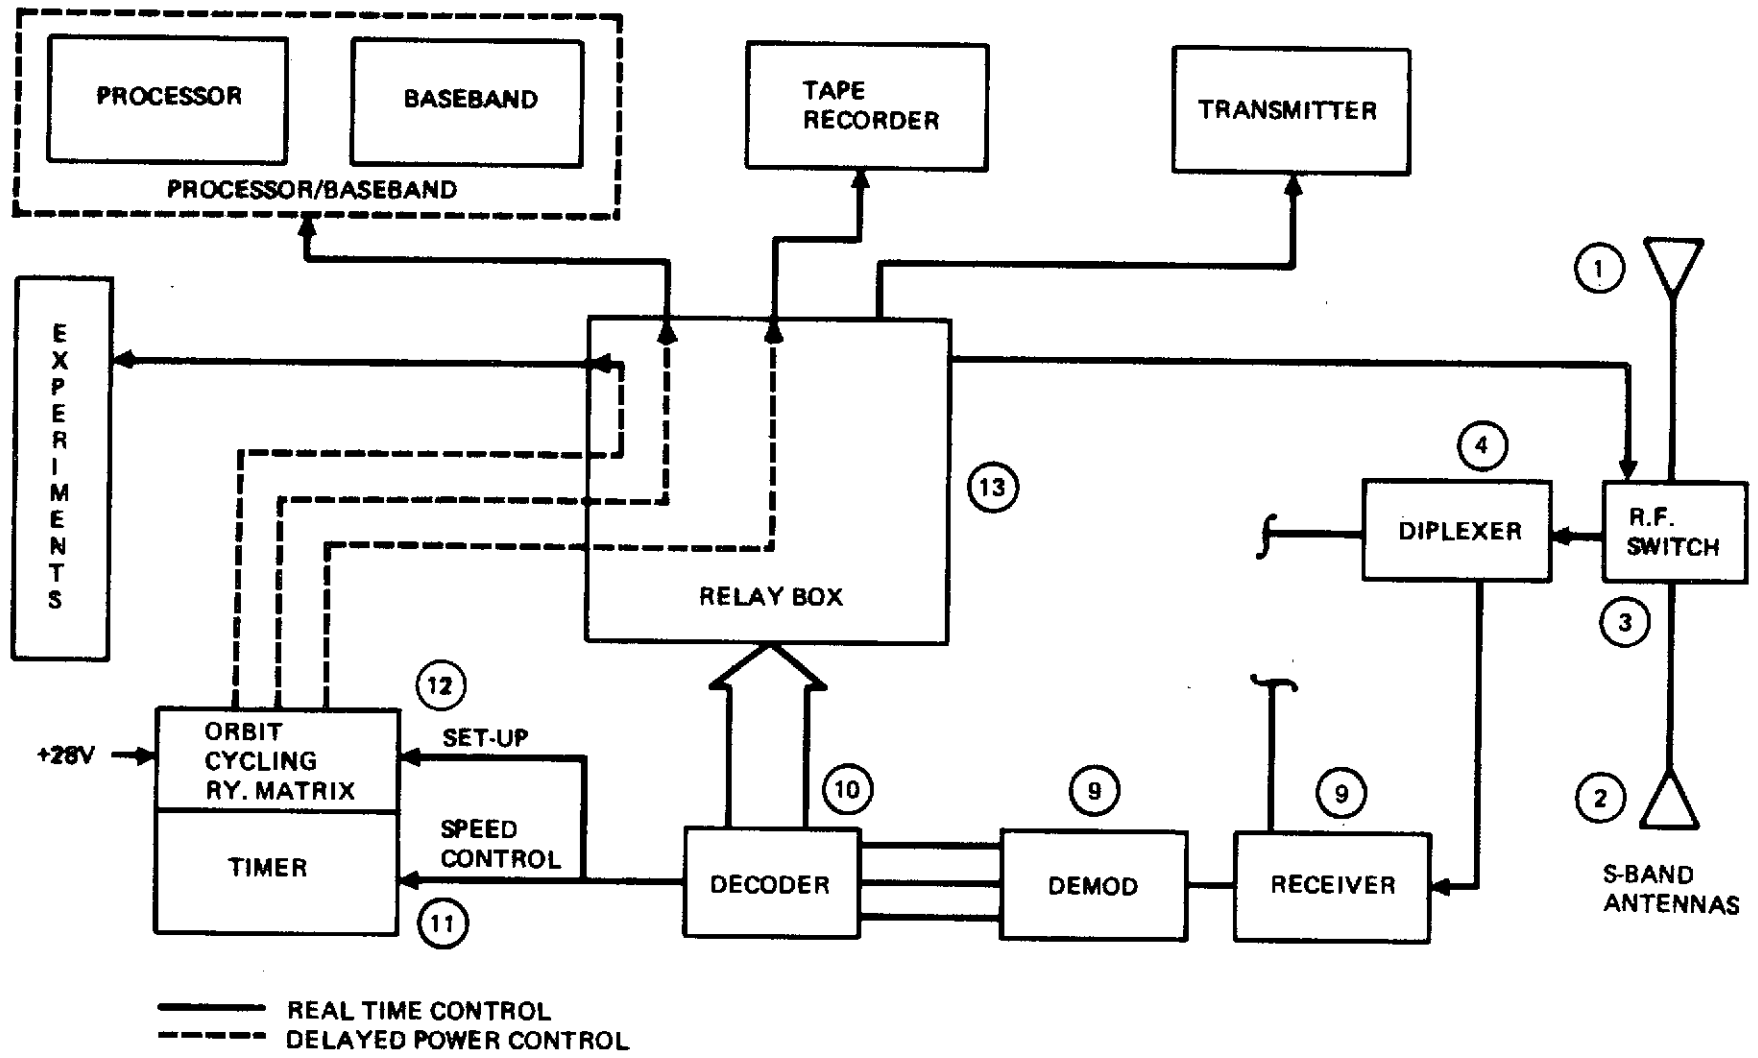 PROCESSOR
BASEBAND
PROCESSOR/BASEBAND
TAPE
RECORDER
TRANSMITTER
1
EXPERIMENTS
4
13
DIPLEXER
R.F.
SWITCH
RELAY BOX
3
12
ORBIT
CYCLING
RY. MATRIX
SET-UP
+28V
10
9
9
2
SPEED
CONTROL
TIMER
DECODER
DEMOD
RECEIVER
S-BAND
ANTENNAS
11
REAL TIME CONTROL
DELAYED POWER CONTROL